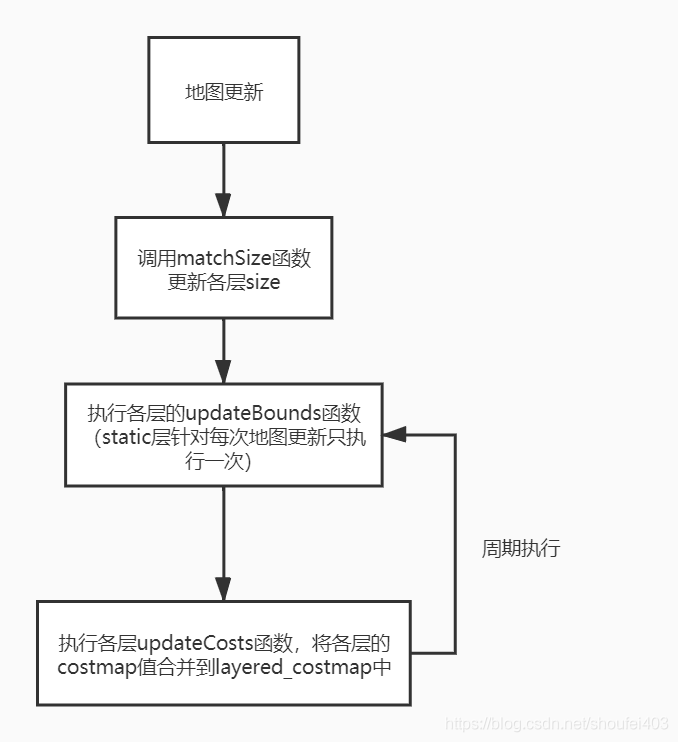 地图更新
调用matchSize函数
更新各层size
执行各层的updateBounds函数
（static层针对每次地图更新只执
行一次）
周期执行
执行各层updateCosts函数，将各层的
costmap值合并到layered_costmap中
https://blog.csdn.net/shoufei403